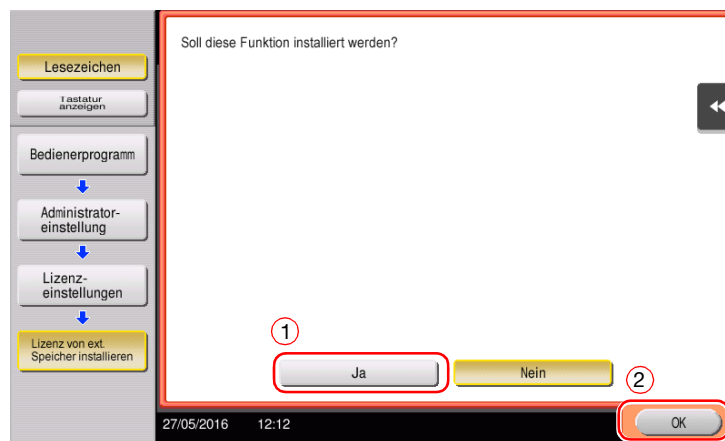 Soll diese Funktion installiert werden?
Lesezeichen
Tastatur
anzeigen
Bedienerprogramm
Administrator-
einstellung
Lizenz-
einstellungen
Lizenz von ext.
Speicher installieren
1
Ja
Nein
2
27/05/2016 12:12
OK